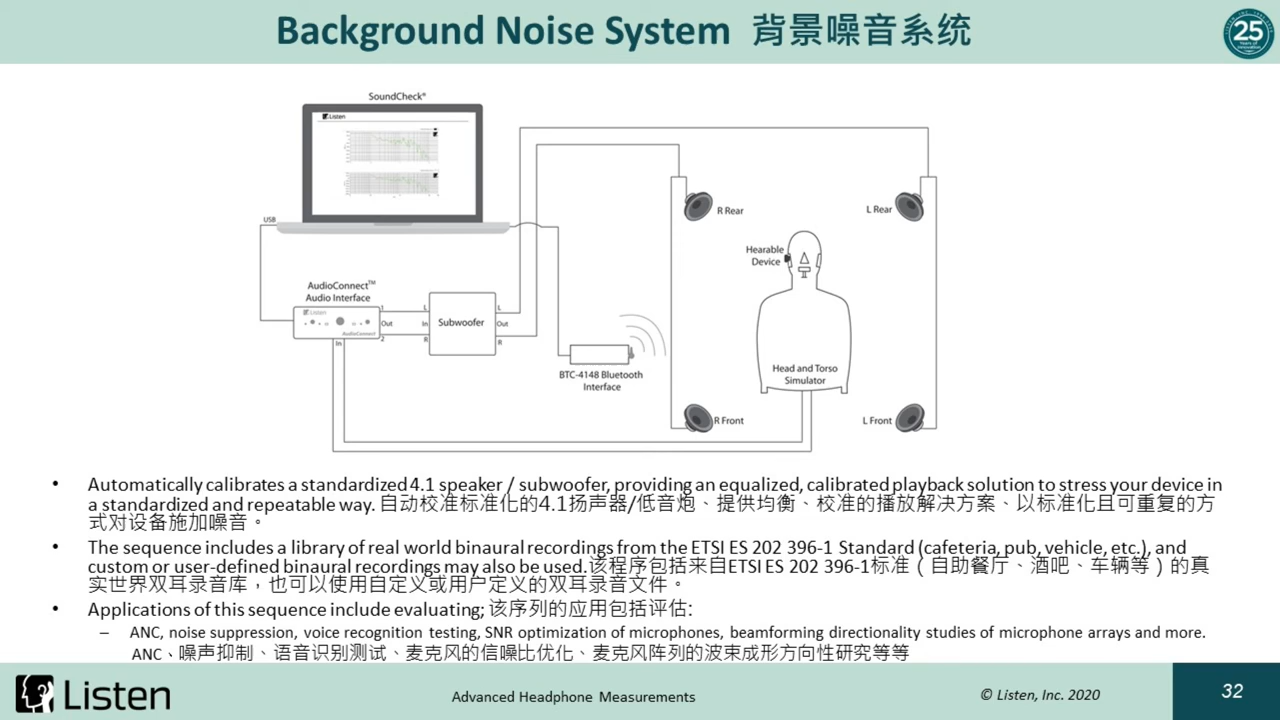 Background Noise System 背景噪音系统
25
Years of
Innovation
SoundCheck®
Listen
USB
R Rear
L Rear
Hearable
Device
AudioConnect™
Audio Interface
Listen
AudioConnect
1
Out
2
In
L
In
R
Subwoofer
L
Out
R
BTC-4148 Bluetooth
Interface
Head and Torso
Simulator
R Front
L Front
• Automatically calibrates a standardized 4.1 speaker / subwoofer, providing an equalized, calibrated playback solution to stress your device in
a standardized and repeatable way. 自动校准标准化的4.1扬声器/低音炮、提供均衡、校准的播放解决方案、以标准化且可重复的方
式对设备施加噪音。
• The sequence includes a library of real world binaural recordings from the ETSI ES 202 396-1 Standard (cafeteria, pub, vehicle, etc.), and
custom or user-defined binaural recordings may also be used.该程序包括来自ETSI ES 202 396-1标准（自助餐厅、酒吧、车辆等）的真
实世界双耳录音库，也可以使用自定义或用户定义的双耳录音文件。
• Applications of this sequence include evaluating; 该序列的应用包括评估:
– ANC, noise suppression, voice recognition testing, SNR optimization of microphones, beamforming directionality studies of microphone arrays and more.
ANC、噪声抑制、语音识别测试、麦克风的信噪比优化、麦克风阵列的波束成形方向性研究等等
Listen
Advanced Headphone Measurements
© Listen, Inc. 2020
32